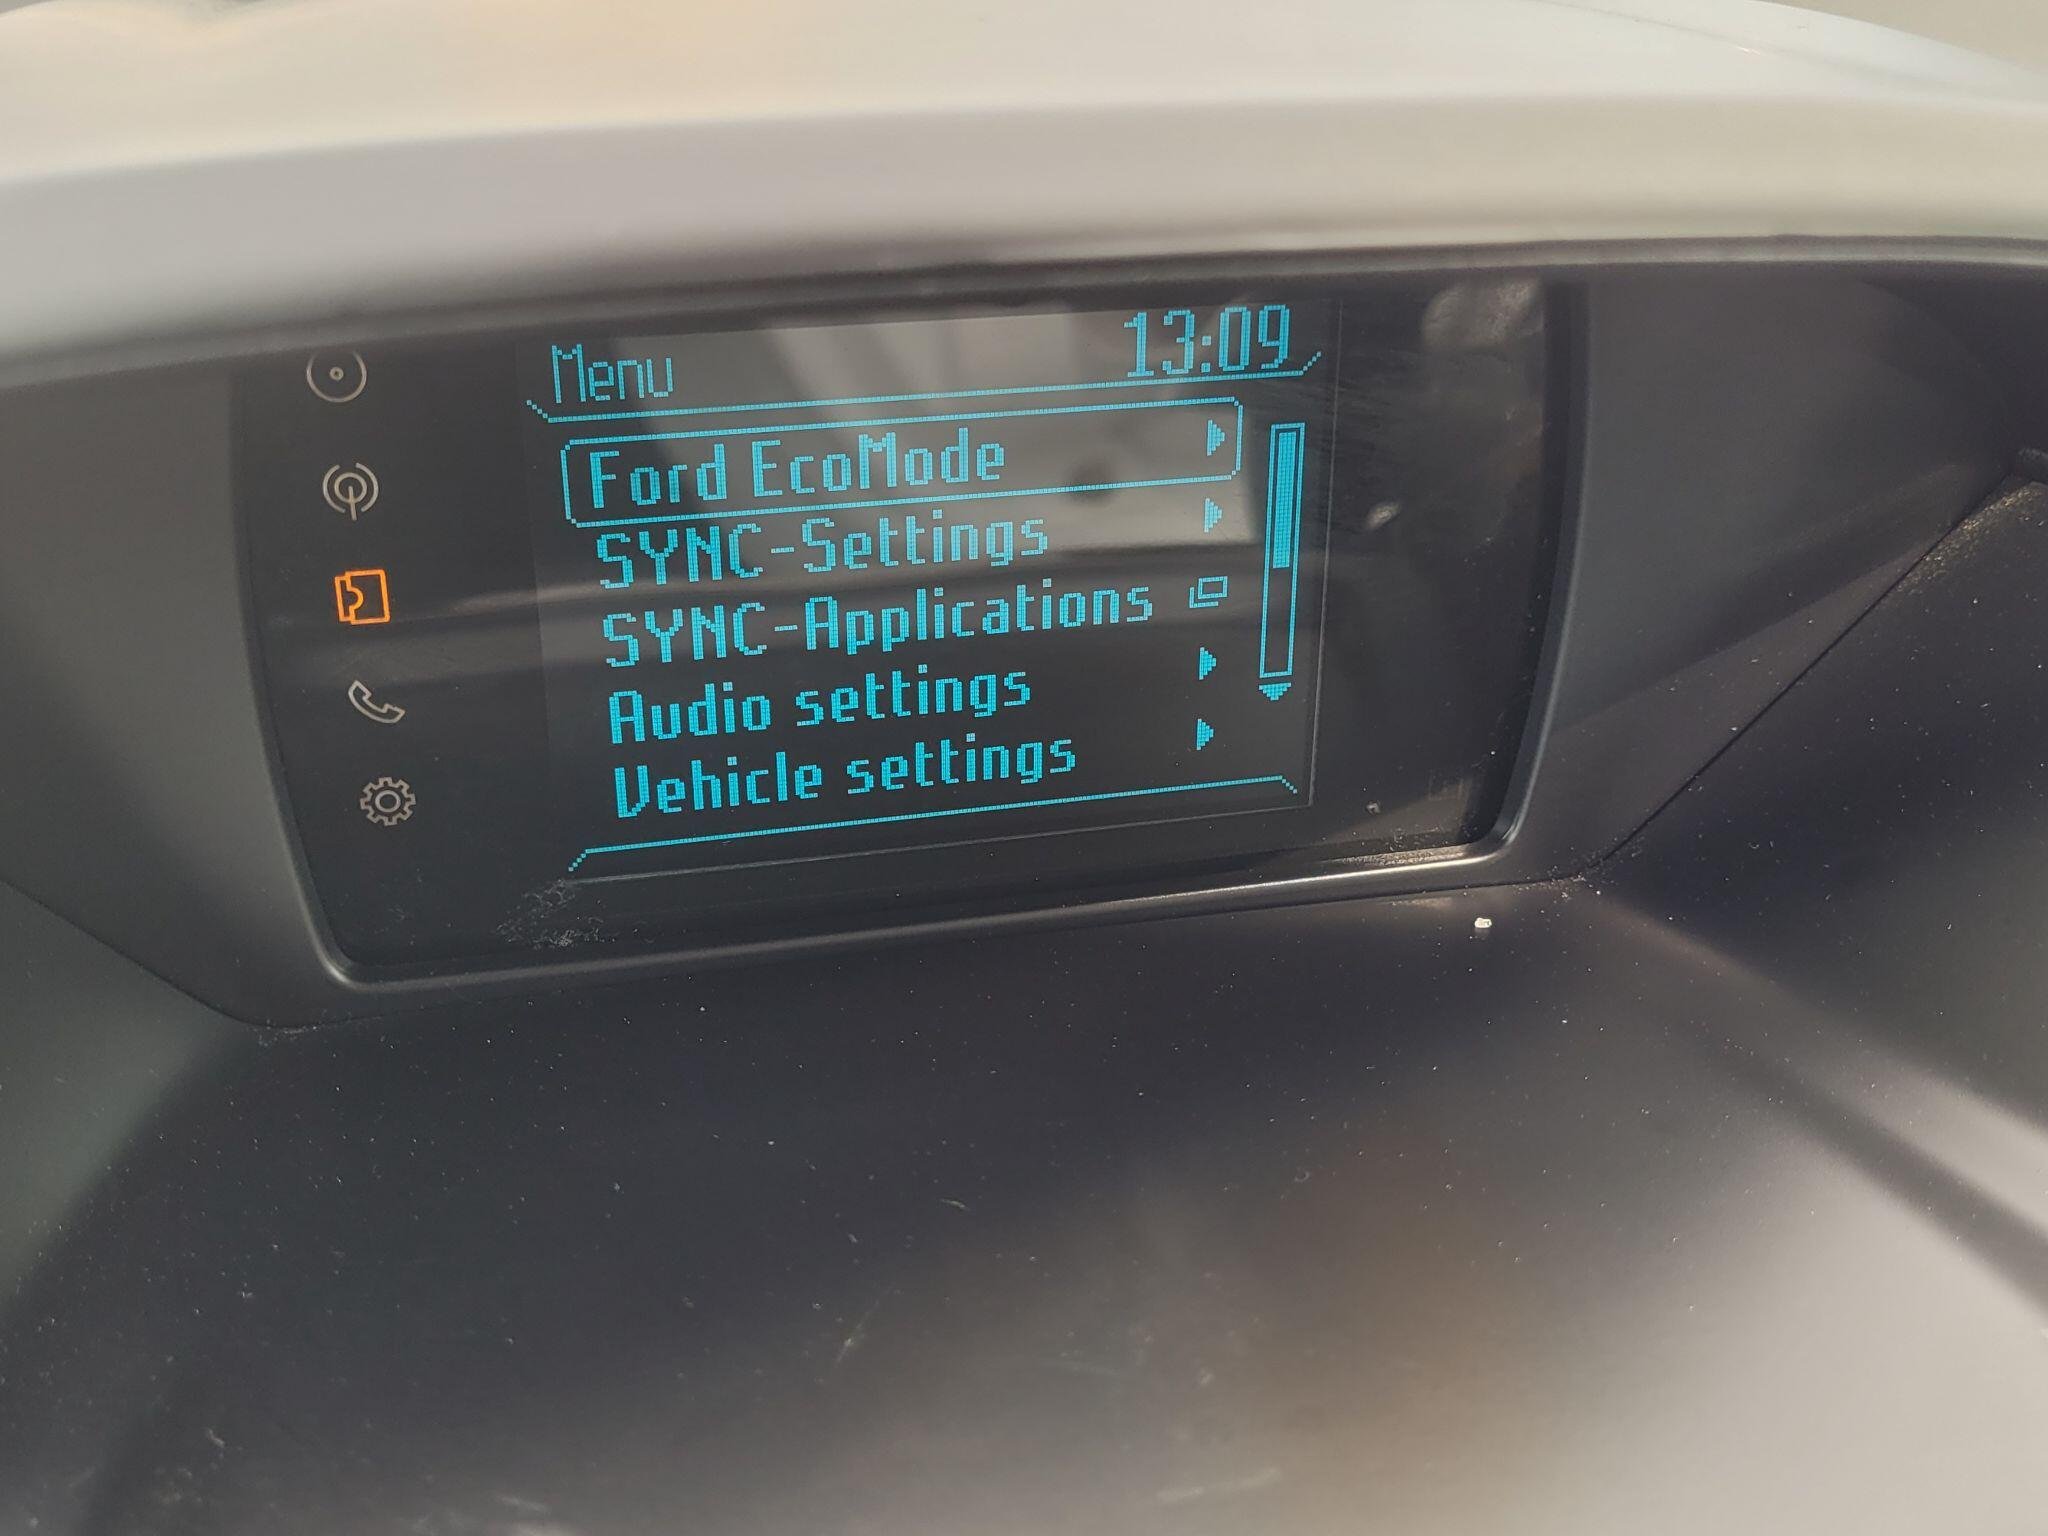 Menu 13:09
Ford EcoMode
SYNC-Settings
SYNC-Applications
Audio settings
Vehicle settings